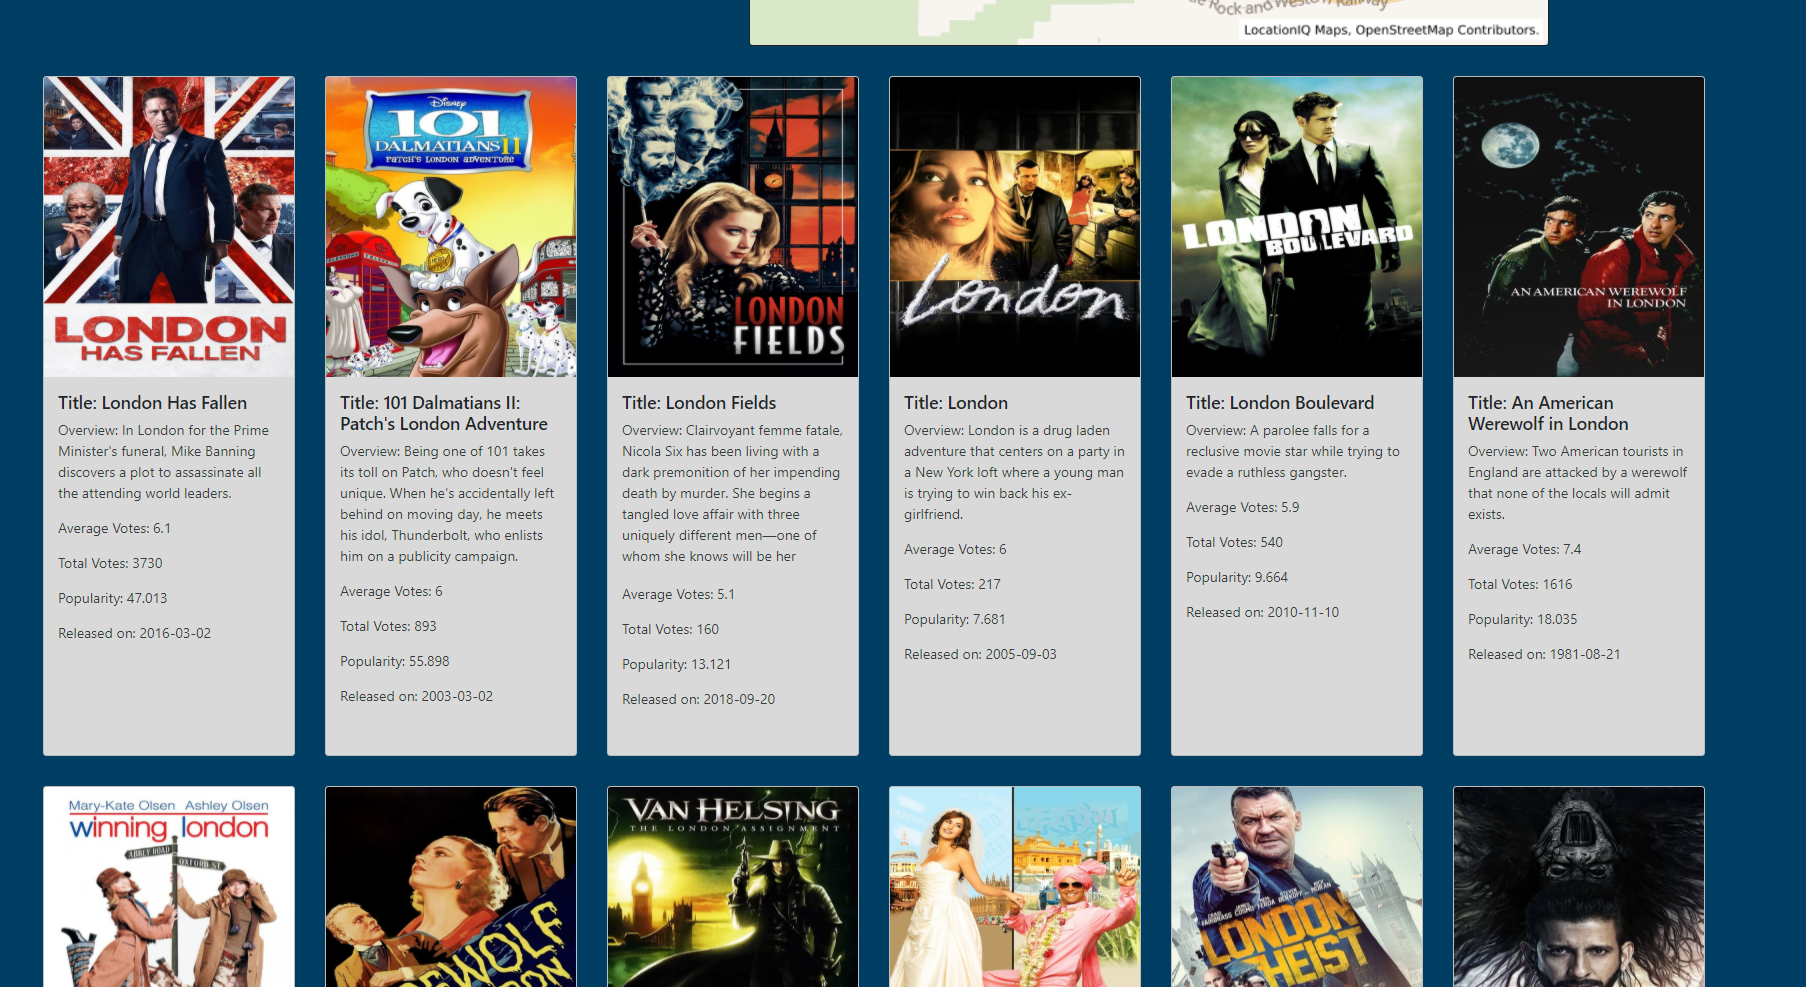 Rock and Western Railway
LocationIQ Maps, OpenStreetMap Contributors.
LONDON
HAS FALLEN
Title: London Has Fallen
Overview: In London for the Prime
Minister's funeral, Mike Banning
discovers a plot to assassinate all
the attending world leaders.
Average Votes: 6.1
Total Votes: 3730
Popularity: 47.013
Released on: 2016-03-02
DISNEY
101
DALMATIANS II
PATCH'S LONDON ADVENTURE
TELEPHONE
Title: 101 Dalmatians II:
Patch's London Adventure
Overview: Being one of 101 takes
its toll on Patch, who doesn't feel
unique. When he's accidentally left
behind on moving day, he meets
his idol, Thunderbolt, who enlists
him on a publicity campaign.
Average Votes: 6
Total Votes: 893
Popularity: 55.898
Released on: 2003-03-02
LONDON
FIELDS
Title: London Fields
Overview: Clairvoyant femme fatale,
Nicola Six has been living with a
dark premonition of her impending
death by murder. She begins a
tangled love affair with three
uniquely different men—one of
whom she knows will be her
Average Votes: 5.1
Total Votes: 160
Popularity: 13.121
Released on: 2018-09-20
London
Title: London
Overview: London is a drug laden
adventure that centers on a party in
a New York loft where a young man
is trying to win back his ex-
girlfriend.
Average Votes: 6
Total Votes: 217
Popularity: 7.681
Released on: 2005-09-03
LONDON
BOULEVARD
Title: London Boulevard
Overview: A parolee falls for a
reclusive movie star while trying to
evade a ruthless gangster.
Average Votes: 5.9
Total Votes: 540
Popularity: 9.664
Released on: 2010-11-10
AN AMERICAN WEREWOLF
IN LONDON
Title: An American
Werewolf in London
Overview: Two American tourists in
England are attacked by a werewolf
that none of the locals will admit
exists.
Average Votes: 7.4
Total Votes: 1616
Popularity: 18.035
Released on: 1981-08-21
Mary-Kate Olsen Ashley Olsen
winning london
ABBEY ROAD
OXFORD ST
VAN HELSING
THE LONDON ASSIGNMENT
LONDON
HEIST